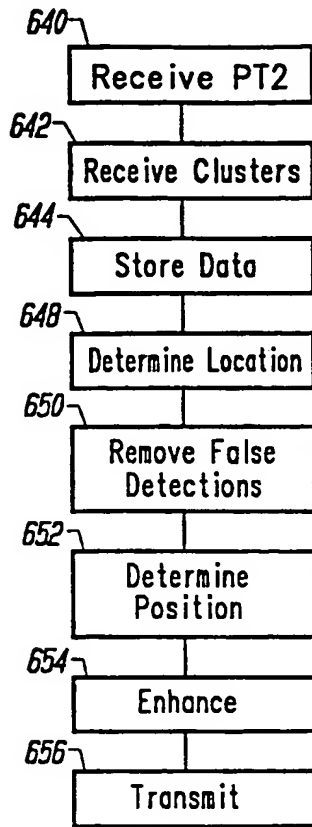 640
Receive PT2
642
Receive Clusters
644
Store Data
648
Determine Location
650
Remove False
Detections
652
Determine
Position
654
Enhance
656
Transmit